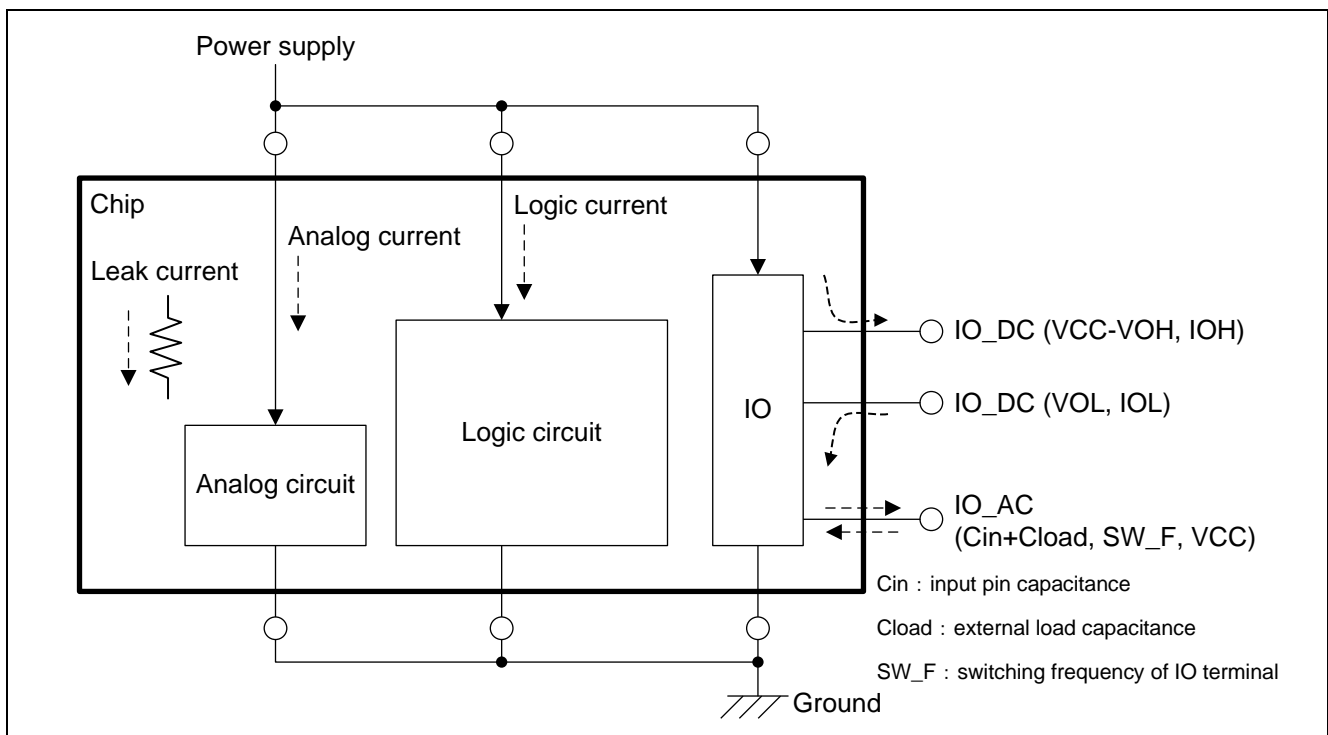 Power supply
Chip
Logic current
Analog current
Leak current
IO_DC (VCC-VOH, IOH)
IO_DC (VOL, IOL)
IO
Logic circuit
Analog circuit
IO_AC
(Cin+Cload, SW_F, VCC)
Cin : input pin capacitance
Cload : external load capacitance
SW_F : switching frequency of IO terminal
Ground